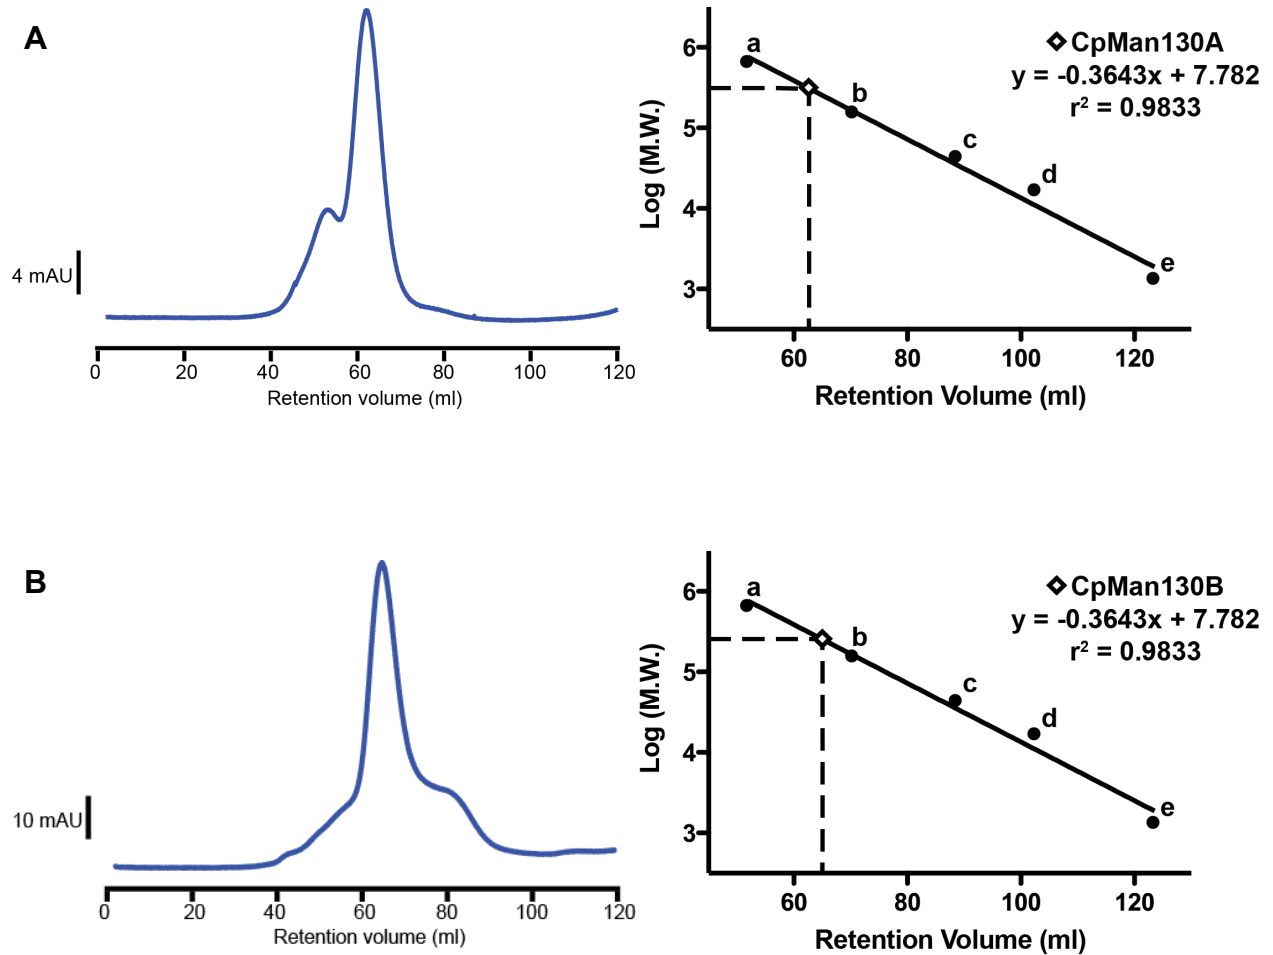 A
4 mAU
0 20 40 60 80 100 120
Retention volume (ml)
Log (M.W.)
6
5
4
3
a
b
c
d
e
CpMan130A
y = -0.3643x + 7.782
r² = 0.9833
60 80 100 120
Retention Volume (ml)
B
10 mAU
0 20 40 60 80 100 120
Retention volume (ml)
Log (M.W.)
6
5
4
3
a
b
c
d
e
CpMan130B
y = -0.3643x + 7.782
r² = 0.9833
60 80 100 120
Retention Volume (ml)